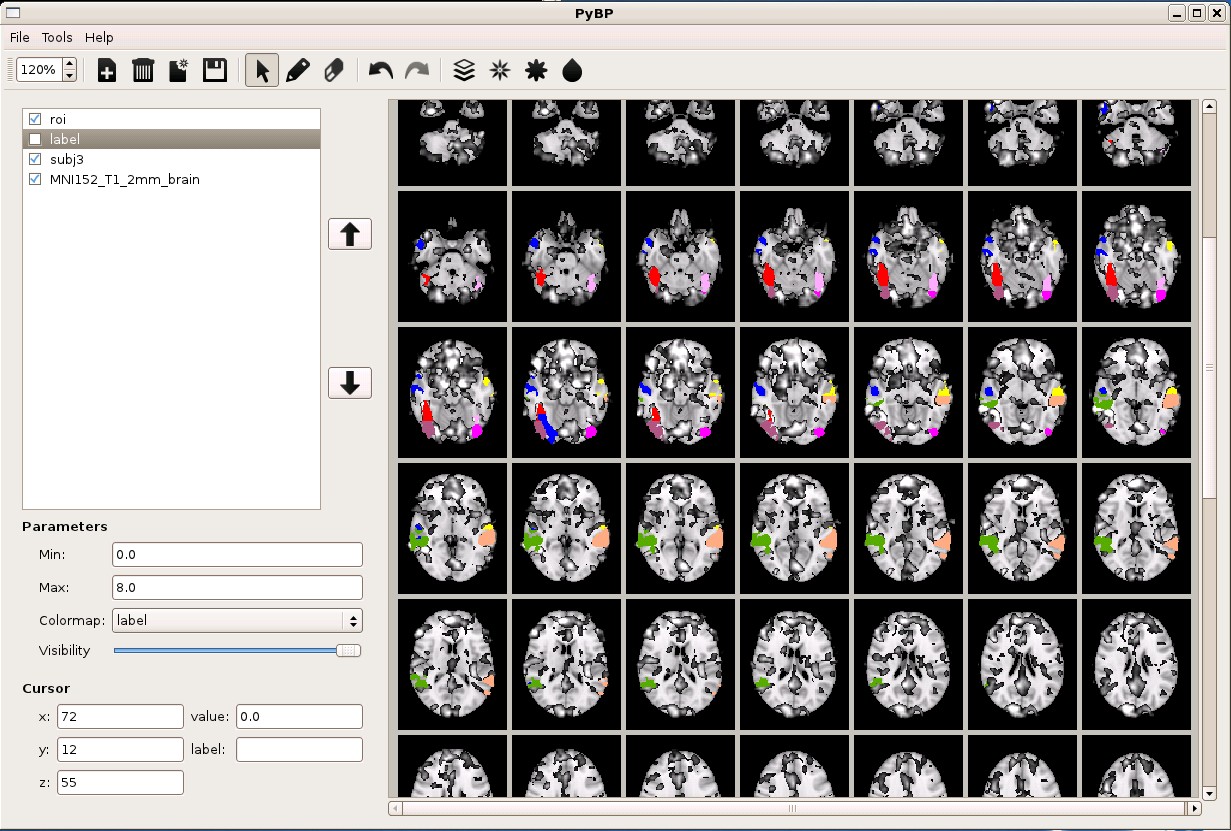 PyBP
File Tools Help
120%
roi
label
subj3
MNI152_T1_2mm_brain
Parameters
Min: 0.0
Max: 8.0
Colormap: label
Visibility
Cursor
x: 72 value: 0.0
y: 12 label:
z: 55